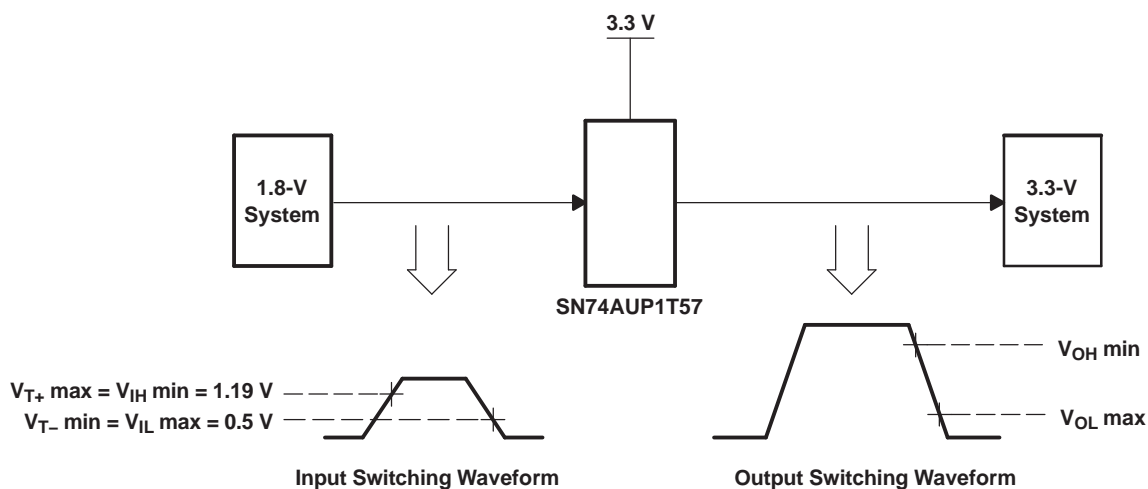 3.3 V
1.8-V
System
3.3-V
System
SN74AUP1T57
VT+ max = VIH min = 1.19 V
VT– min = VIL max = 0.5 V
VOH min
VOL max
Input Switching Waveform
Output Switching Waveform